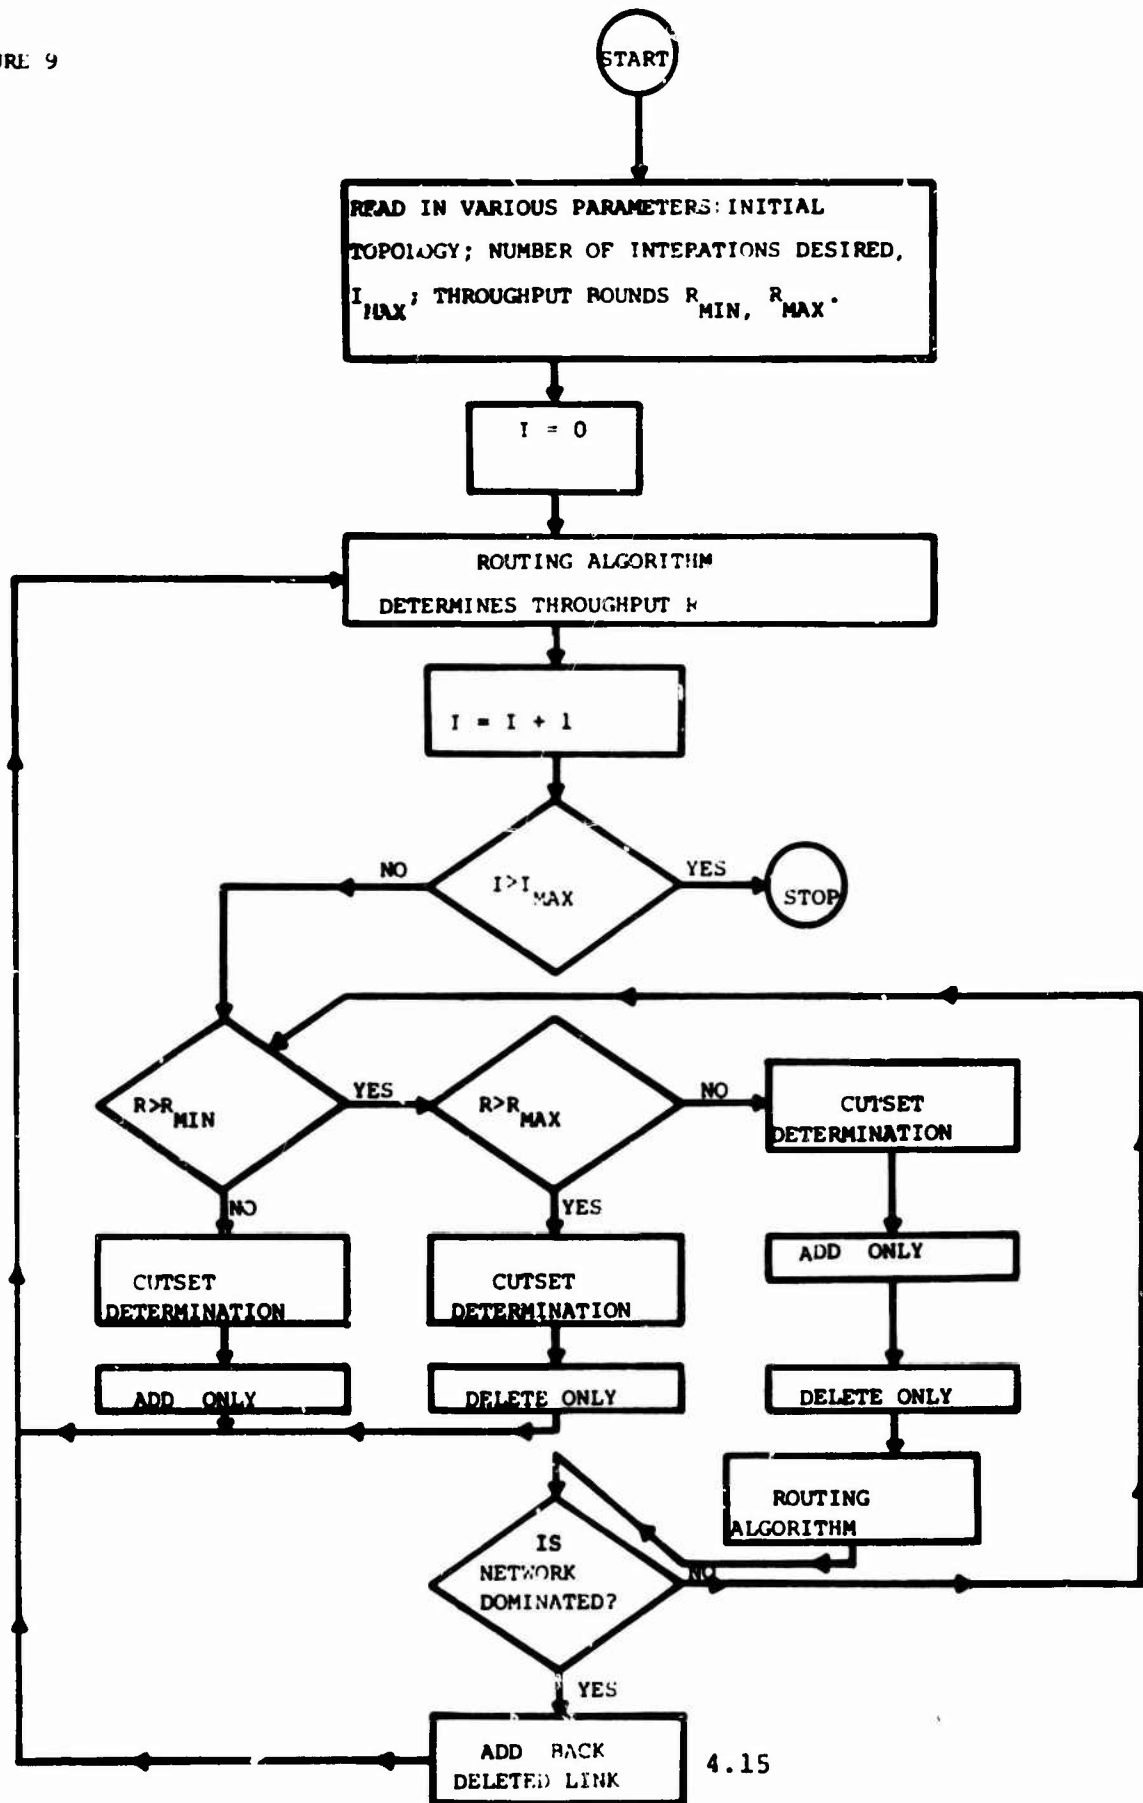 URE 9
START
READ IN VARIOUS PARAMETERS: INITIAL
TOPOLOGY; NUMBER OF INTEPATIONS DESIRED,
I MAX; THROUGHPUT BOUNDS R MIN, R MAX.
I = 0
ROUTING ALGORITHM
DETERMINES THROUGHPUT R
I = I + 1
I>I MAX
NO
YES
STOP
R>R MIN
YES
R>R MAX
NO
CUTSET
DETERMINATION
NO
YES
ADD ONLY
CUTSET
DETERMINATION
CUTSET
DETERMINATION
ADD ONLY
DELETE ONLY
DELETE ONLY
ROUTING
ALGORITHM
IS
NETWORK
DOMINATED?
NO
YES
ADD BACK
DELETED LINK
4.15